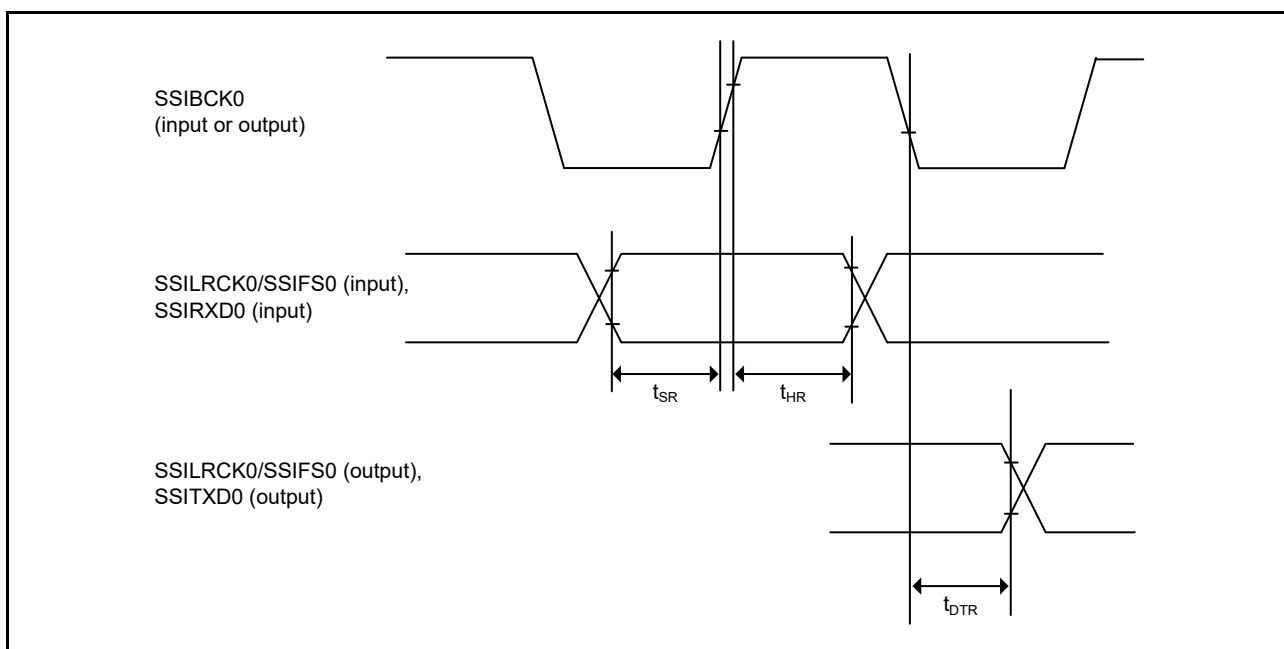 SSIBCK0
(input or output)
SSILRCK0/SSIFS0 (input),
SSIRXD0 (input)
tSR
tHR
SSILRCK0/SSIFS0 (output),
SSITXD0 (output)
tDTR